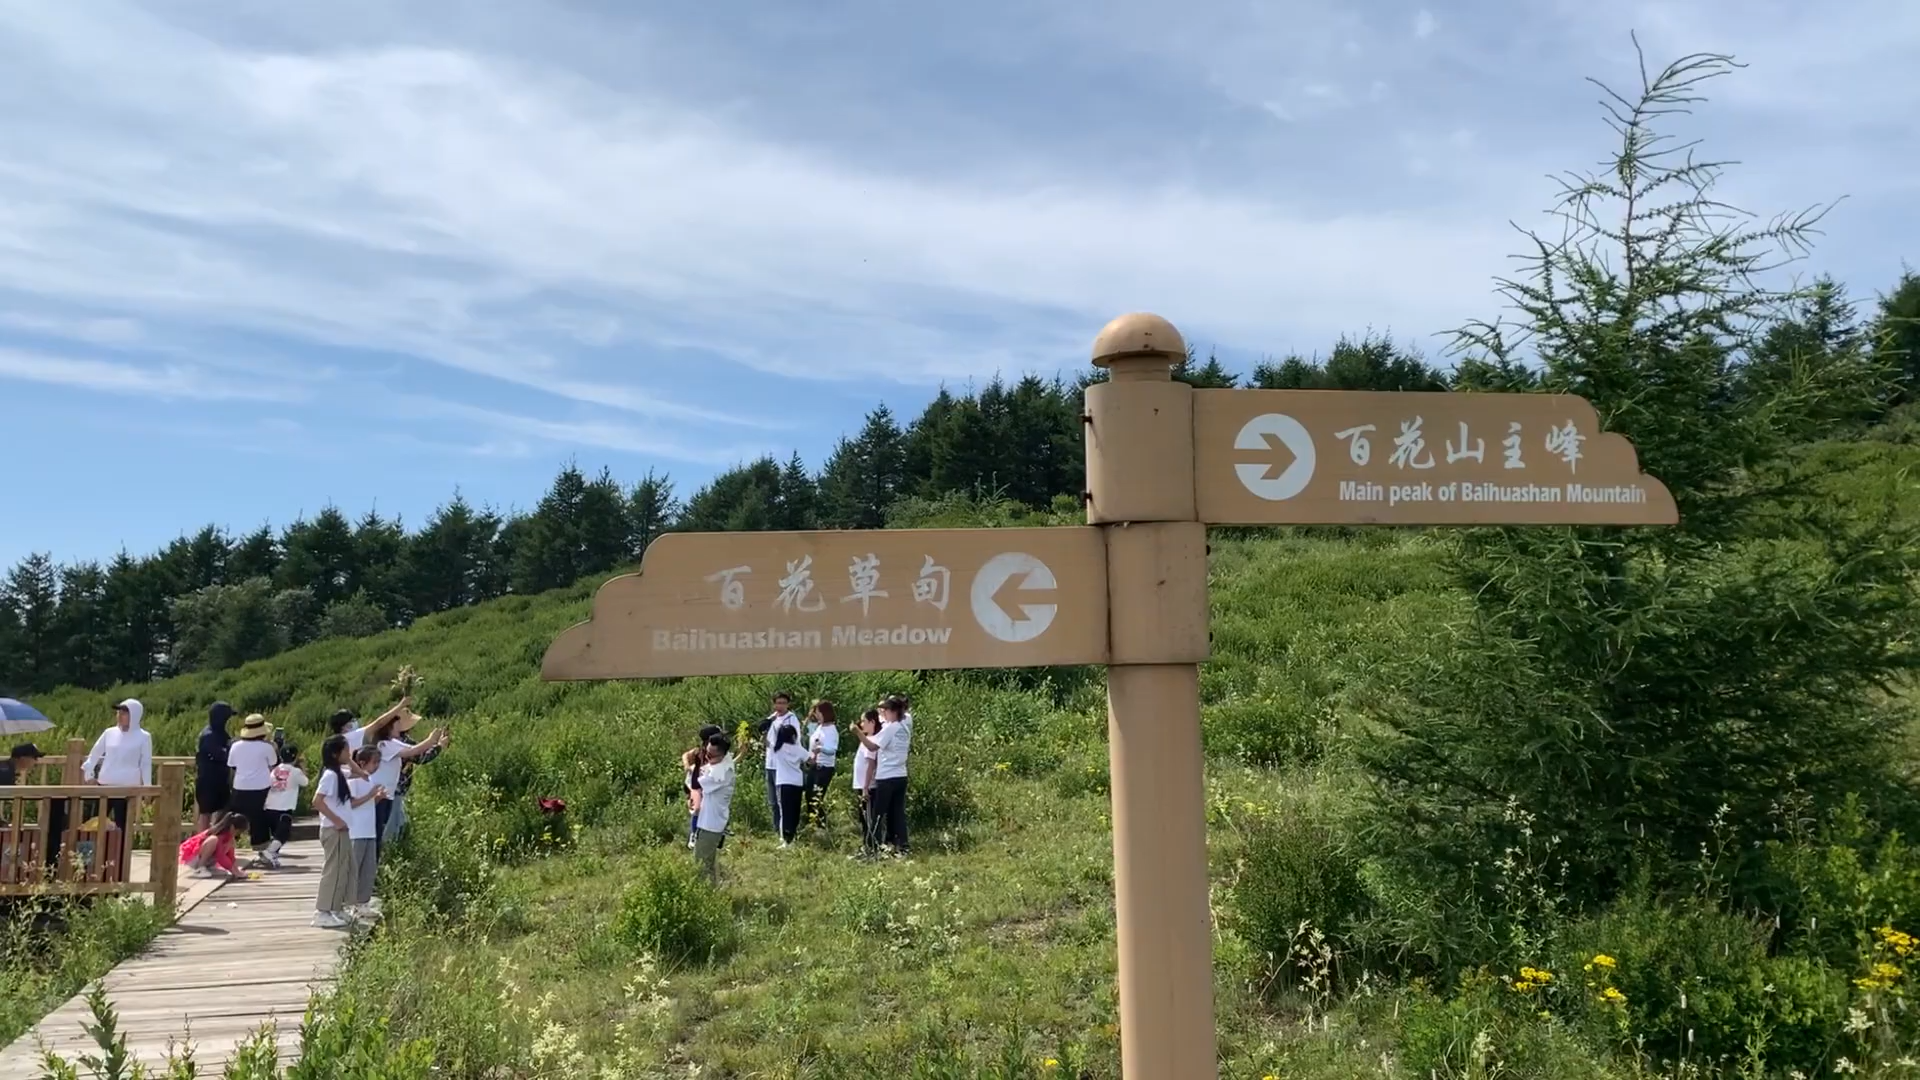 百花山主峰
Main peak of Baihuashan Mountain
百花草甸
Baihuashan Meadow